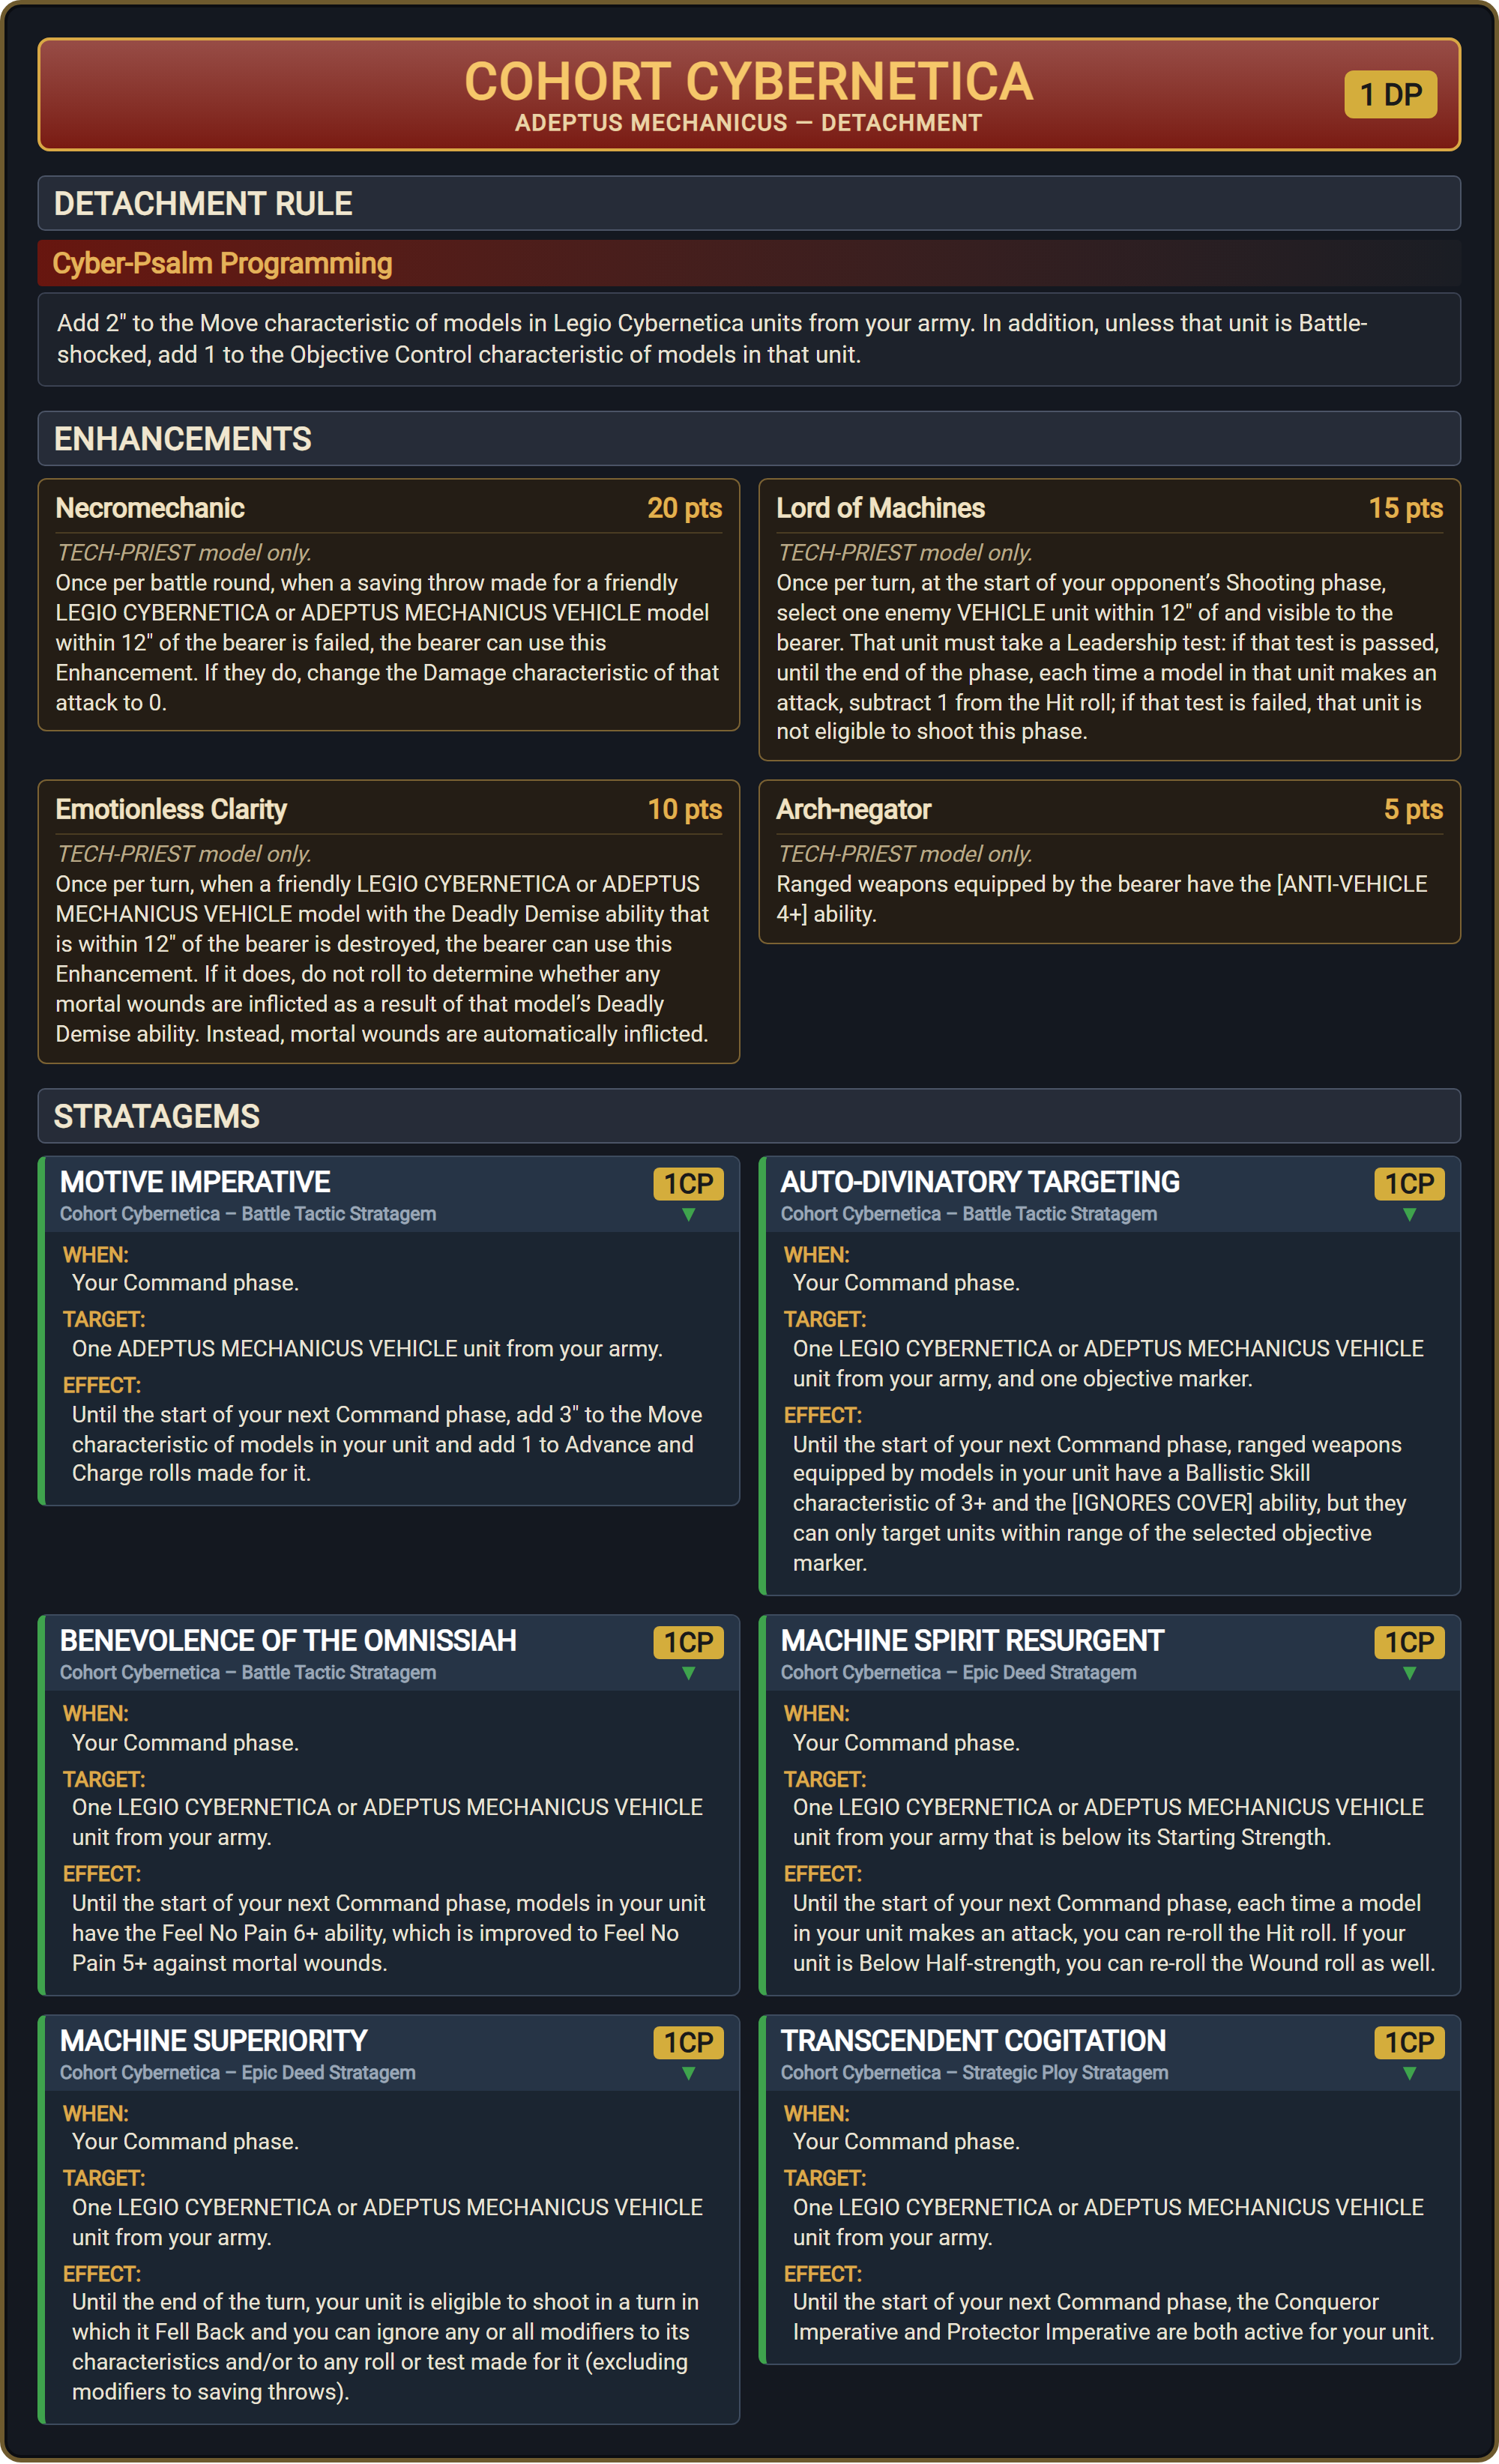 COHORT CYBERNETICA
ADEPTUS MECHANICUS — DETACHMENT
1 DP
DETACHMENT RULE
Cyber-Psalm Programming
Add 2" to the Move characteristic of models in Legio Cybernetica units from your army. In addition, unless that unit is Battle-
shocked, add 1 to the Objective Control characteristic of models in that unit.
ENHANCEMENTS
Necromechanic
20 pts
TECH-PRIEST model only.
Once per battle round, when a saving throw made for a friendly
LEGIO CYBERNETICA or ADEPTUS MECHANICUS VEHICLE model
within 12" of the bearer is failed, the bearer can use this
Enhancement. If they do, change the Damage characteristic of that
attack to 0.
Lord of Machines
15 pts
TECH-PRIEST model only.
Once per turn, at the start of your opponent’s Shooting phase,
select one enemy VEHICLE unit within 12" of and visible to the
bearer. That unit must take a Leadership test: if that test is passed,
until the end of the phase, each time a model in that unit makes an
attack, subtract 1 from the Hit roll; if that test is failed, that unit is
not eligible to shoot this phase.
Emotionless Clarity
10 pts
TECH-PRIEST model only.
Once per turn, when a friendly LEGIO CYBERNETICA or ADEPTUS
MECHANICUS VEHICLE model with the Deadly Demise ability that
is within 12" of the bearer is destroyed, the bearer can use this
Enhancement. If it does, do not roll to determine whether any
mortal wounds are inflicted as a result of that model’s Deadly
Demise ability. Instead, mortal wounds are automatically inflicted.
Arch-negator
5 pts
TECH-PRIEST model only.
Ranged weapons equipped by the bearer have the [ANTI-VEHICLE
4+] ability.
STRATAGEMS
MOTIVE IMPERATIVE
1CP
Cohort Cybernetica – Battle Tactic Stratagem
▼
WHEN:
Your Command phase.
TARGET:
One ADEPTUS MECHANICUS VEHICLE unit from your army.
EFFECT:
Until the start of your next Command phase, add 3" to the Move
characteristic of models in your unit and add 1 to Advance and
Charge rolls made for it.
AUTO-DIVINATORY TARGETING
1CP
Cohort Cybernetica – Battle Tactic Stratagem
▼
WHEN:
Your Command phase.
TARGET:
One LEGIO CYBERNETICA or ADEPTUS MECHANICUS VEHICLE
unit from your army, and one objective marker.
EFFECT:
Until the start of your next Command phase, ranged weapons
equipped by models in your unit have a Ballistic Skill
characteristic of 3+ and the [IGNORES COVER] ability, but they
can only target units within range of the selected objective
marker.
BENEVOLENCE OF THE OMNISSIAH
1CP
Cohort Cybernetica – Battle Tactic Stratagem
▼
WHEN:
Your Command phase.
TARGET:
One LEGIO CYBERNETICA or ADEPTUS MECHANICUS VEHICLE
unit from your army.
EFFECT:
Until the start of your next Command phase, models in your unit
have the Feel No Pain 6+ ability, which is improved to Feel No
Pain 5+ against mortal wounds.
MACHINE SPIRIT RESURGENT
1CP
Cohort Cybernetica – Epic Deed Stratagem
▼
WHEN:
Your Command phase.
TARGET:
One LEGIO CYBERNETICA or ADEPTUS MECHANICUS VEHICLE
unit from your army that is below its Starting Strength.
EFFECT:
Until the start of your next Command phase, each time a model
in your unit makes an attack, you can re-roll the Hit roll. If your
unit is Below Half-strength, you can re-roll the Wound roll as well.
MACHINE SUPERIORITY
1CP
Cohort Cybernetica – Epic Deed Stratagem
▼
WHEN:
Your Command phase.
TARGET:
One LEGIO CYBERNETICA or ADEPTUS MECHANICUS VEHICLE
unit from your army.
EFFECT:
Until the end of the turn, your unit is eligible to shoot in a turn in
which it Fell Back and you can ignore any or all modifiers to its
characteristics and/or to any roll or test made for it (excluding
modifiers to saving throws).
TRANSCENDENT COGITATION
1CP
Cohort Cybernetica – Strategic Ploy Stratagem
▼
WHEN:
Your Command phase.
TARGET:
One LEGIO CYBERNETICA or ADEPTUS MECHANICUS VEHICLE
unit from your army.
EFFECT:
Until the start of your next Command phase, the Conqueror
Imperative and Protector Imperative are both active for your unit.